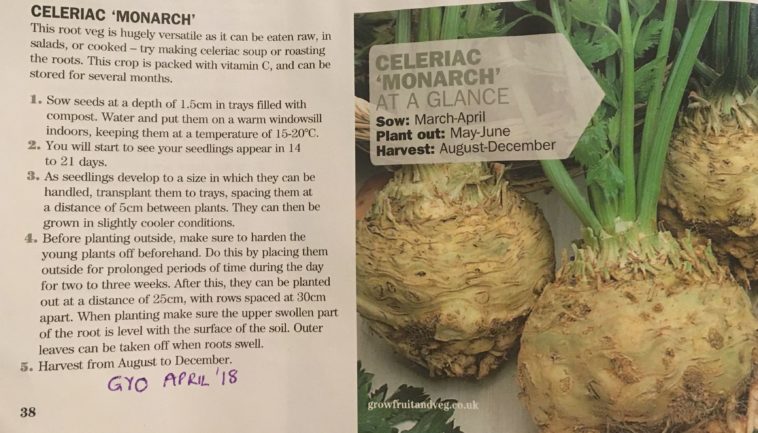 CELERIAC ‘MONARCH’
This root veg is hugely versatile as it can be eaten raw, in
salads, or cooked – try making celeriac soup or roasting
the roots. This crop is packed with vitamin C, and can be
stored for several months.
1. Sow seeds at a depth of 1.5cm in trays filled with
compost. Water and put them on a warm windowsill
indoors, keeping them at a temperature of 15-20°C.
2. You will start to see your seedlings appear in 14
to 21 days.
3. As seedlings develop to a size in which they can be
handled, transplant them to trays, spacing them at
a distance of 5cm between plants. They can then be
grown in slightly cooler conditions.
4. Before planting outside, make sure to harden the
young plants off beforehand. Do this by placing them
outside for prolonged periods of time during the day
for two to three weeks. After this, they can be planted
out at a distance of 25cm, with rows spaced at 30cm
apart. When planting make sure the upper swollen part
of the root is level with the surface of the soil. Outer
leaves can be taken off when roots swell.
5. Harvest from August to December.
GYO APRIL '18
38
CELERIAC
‘MONARCH’
AT A GLANCE
Sow: March-April
Plant out: May-June
Harvest: August-December
growfruitandveg.co.uk